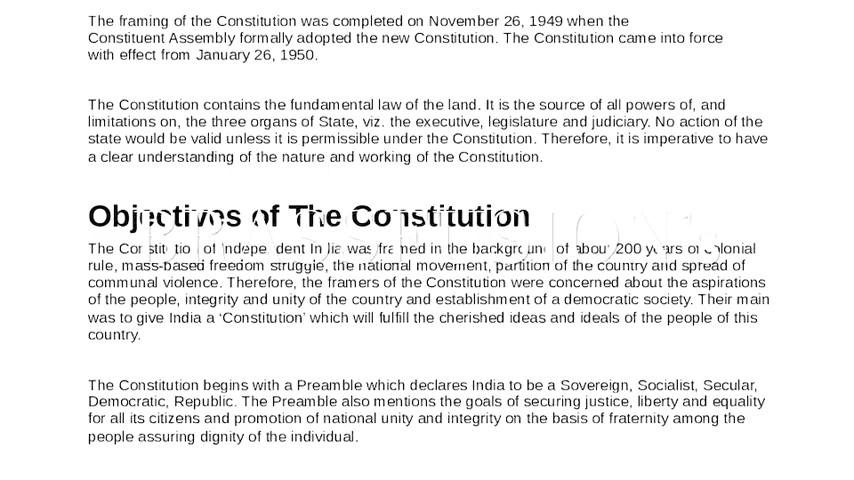 The framing of the Constitution was completed on November 26, 1949 when the
Constituent Assembly formally adopted the new Constitution. The Constitution came into force
with effect from January 26, 1950.
The Constitution contains the fundamental law of the land. It is the source of all powers of, and
limitations on, the three organs of State, viz. the executive, legislature and judiciary. No action of the
state would be valid unless it is permissible under the Constitution. Therefore, it is imperative to have
a clear understanding of the nature and working of the Constitution.
Objectives of The Constitution
The Constitution of Independent India was framed in the background of about 200 years of colonial
rule, mass-based freedom struggle, the national movement, partition of the country and spread of
communal violence. Therefore, the framers of the Constitution were concerned about the aspirations
of the people, integrity and unity of the country and establishment of a democratic society. Their main
was to give India a ‘Constitution’ which will fulfill the cherished ideas and ideals of the people of this
country.
The Constitution begins with a Preamble which declares India to be a Sovereign, Socialist, Secular,
Democratic, Republic. The Preamble also mentions the goals of securing justice, liberty and equality
for all its citizens and promotion of national unity and integrity on the basis of fraternity among the
people assuring dignity of the individual.